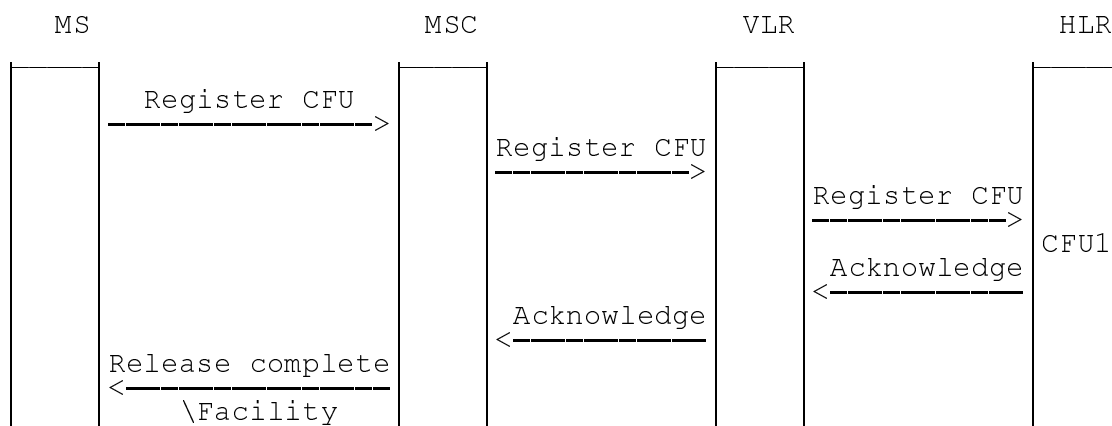 MS MSC VLR HLR
Register CFU
Register CFU
Register CFU
CFU1
Acknowledge
Acknowledge
Release complete
\Facility